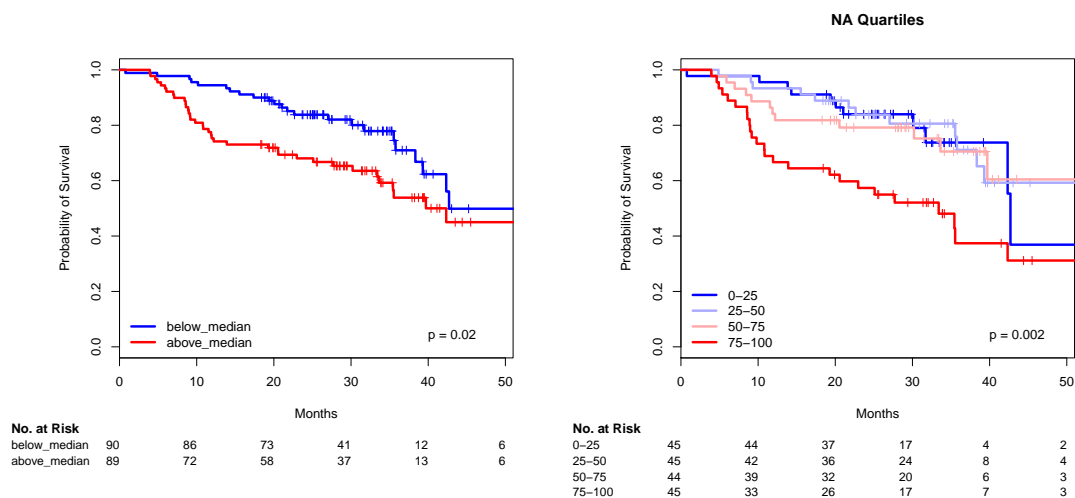 NA Quartiles
Probability of Survival
1.0
0.8
0.6
0.4
0.2
0.0
below_median
above_median
p = 0.02
0 10 20 30 40 50
Months
No. at Risk
below_median 90 86 73 41 12 6
above_median 89 72 58 37 13 6
Probability of Survival
1.0
0.8
0.6
0.4
0.2
0.0
0−25
25−50
50−75
75−100
p = 0.002
0 10 20 30 40 50
Months
No. at Risk
0−25 45 44 37 17 4 2
25−50 45 42 36 24 8 4
50−75 44 39 32 20 6 3
75−100 45 33 26 17 7 3